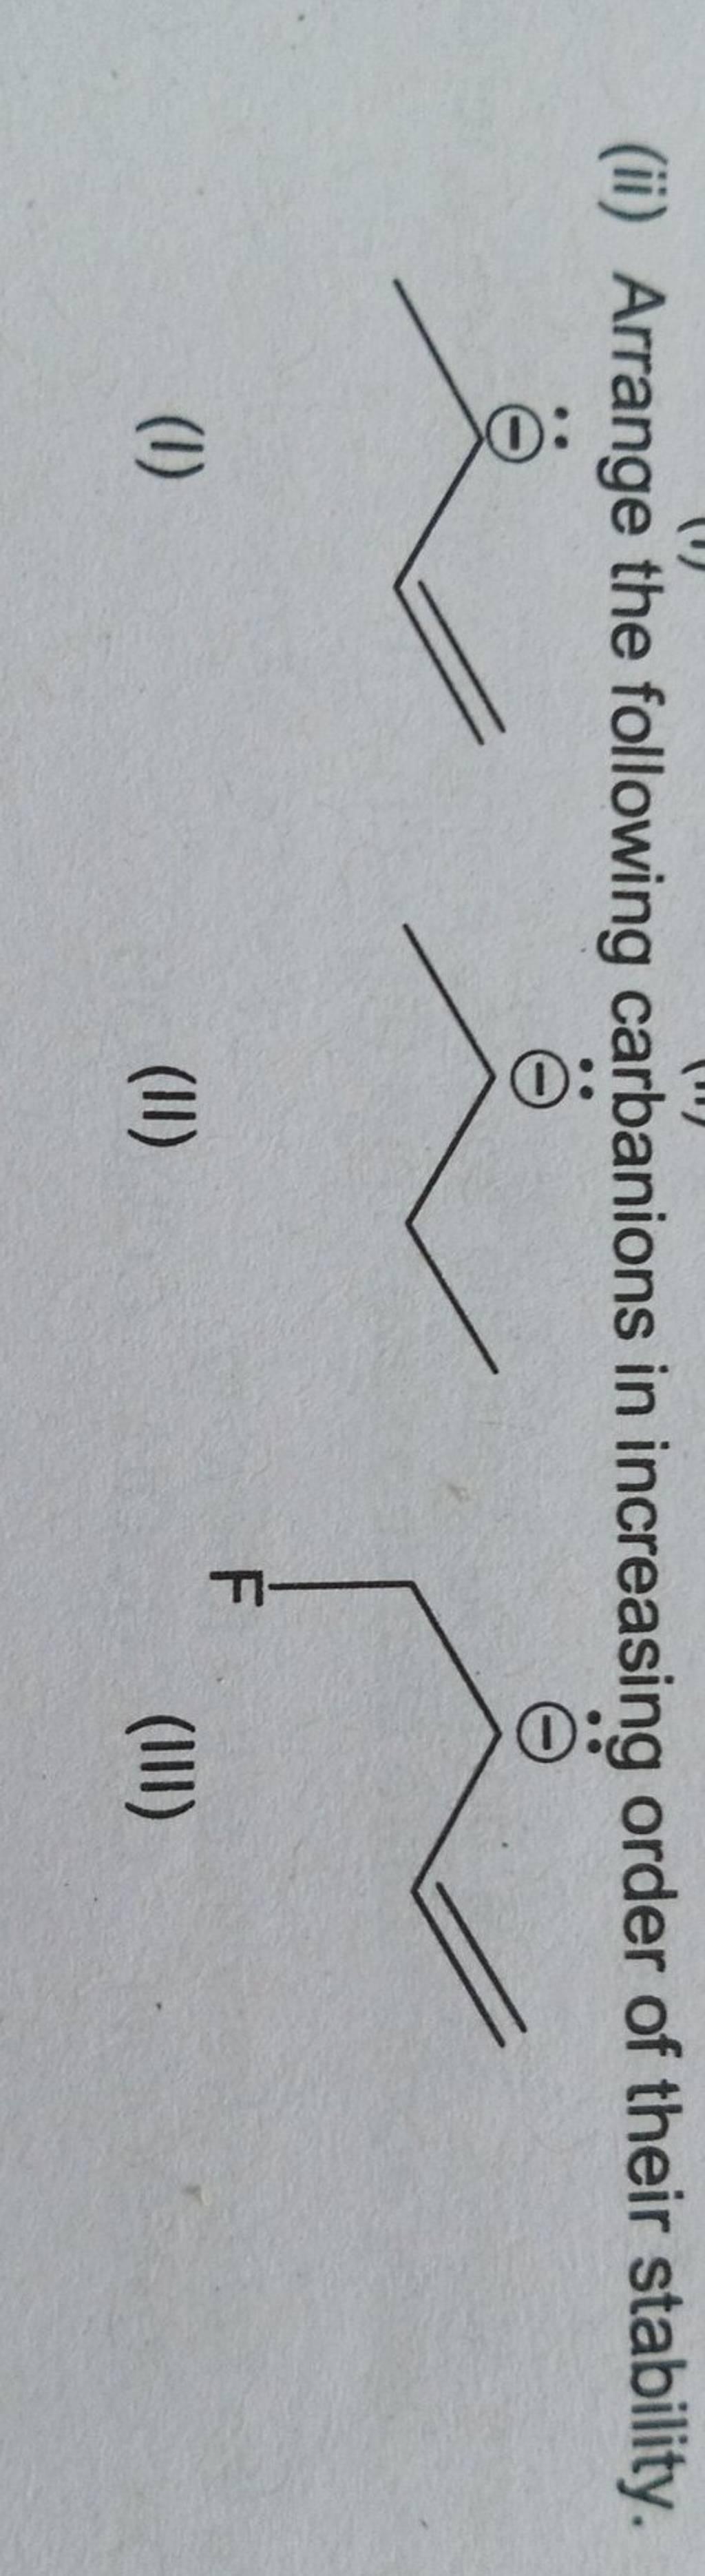 (ii) Arrange the following carbanions in increasing order of their stability.
F
(I) (II) (III)